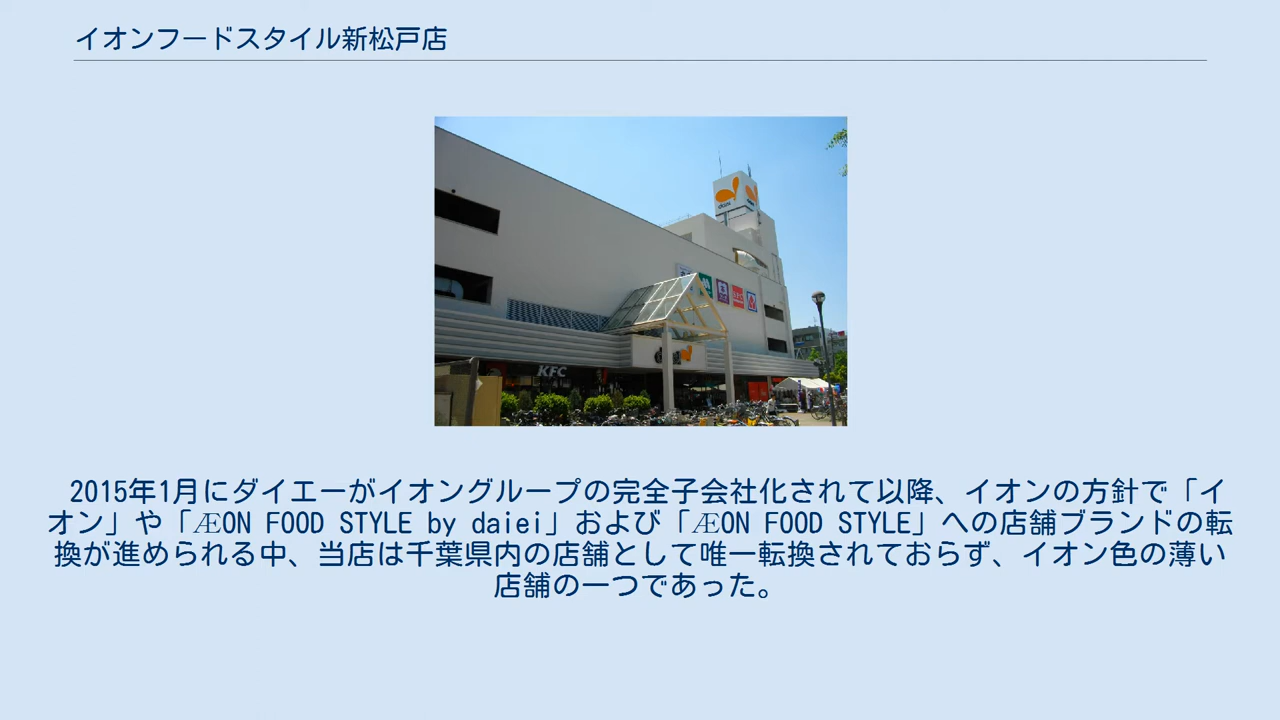 イオンフードスタイル新松戸店
KFC
2015年1月にダイエーがイオングループの完全子会社化されて以降、イオンの方針で「イ
オン」や「ÆON FOOD STYLE by daiei」および「ÆON FOOD STYLE」への店舗ブランドの転
換が進められる中、当店は千葉県内の店舗として唯一転換されておらず、イオン色の薄い
店舗の一つであった。